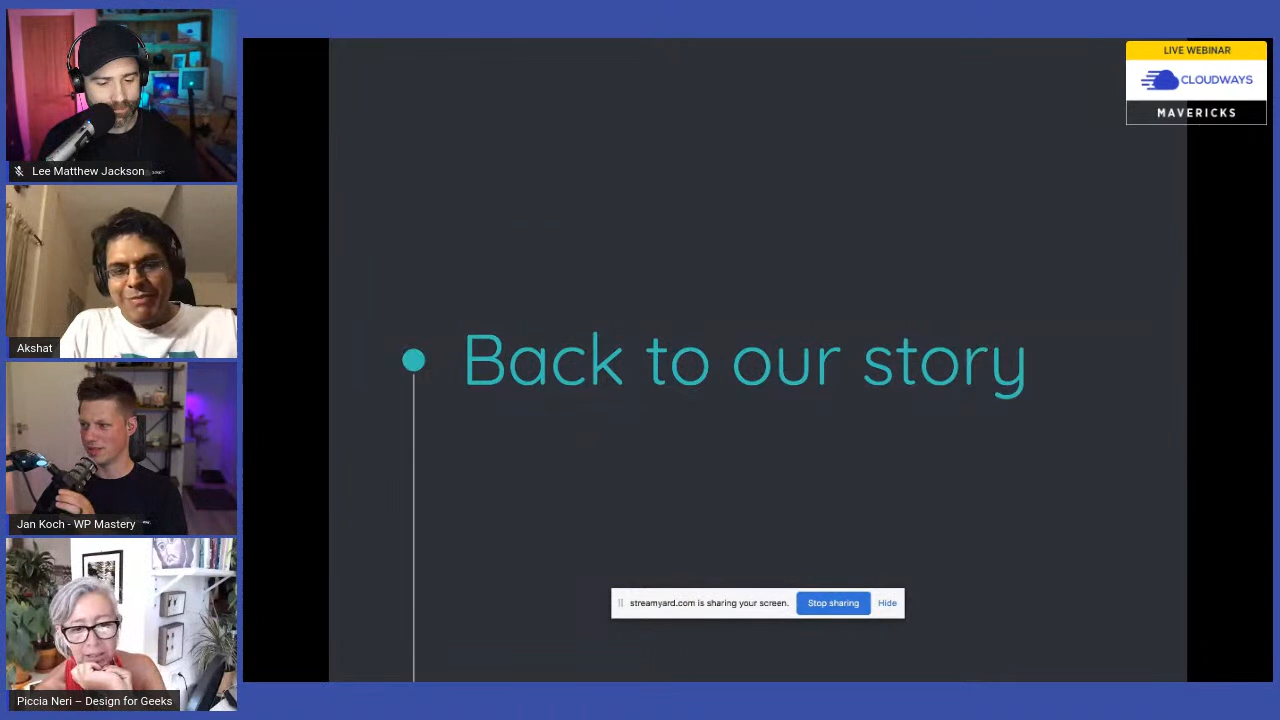 Lee Matthew Jackson
Akshat
Jan Koch - WP Mastery
Piccia Neri – Design for Geeks
LIVE WEBINAR
CLOUDWAYS
MAVERICKS
Back to our story
streamyard.com is sharing your screen.
Stop sharing
Hide